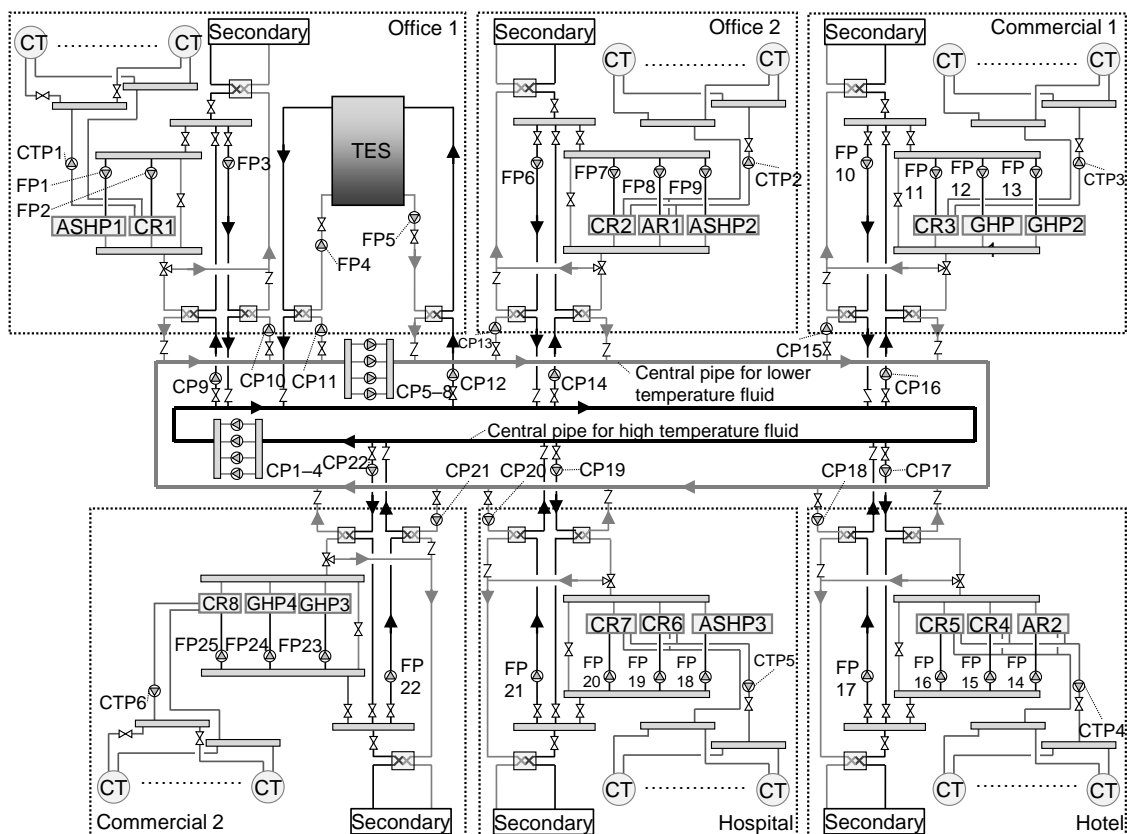 Secondary
Office 1
CT
CT
CTP1
FP1
FP2
FP3
ASHP1
CR1
TES
FP4
FP5
Secondary
Office 2
CT
CT
FP6
FP7
FP8
FP9
CTP2
CR2
AR1
ASHP2
Secondary
Commercial 1
CT
CT
FP
10
FP
11
FP
12
FP
13
CTP3
CR3
GHP
1
GHP2
CP9
CP10
CP11
CP5–8
CP12
CP13
CP14
CP15
CP16
Central pipe for lower
temperature fluid
Central pipe for high temperature fluid
CP1–4
CP22
CP21
CP20
CP19
CP18
CP17
CR8
GHP4
GHP3
FP25
FP24
FP23
FP
22
CTP6
CT
CT
Secondary
Commercial 2
CR7
CR6
ASHP3
FP
21
FP
20
FP
19
FP
18
CTP5
CT
CT
Secondary
Hospital
CR5
CR4
AR2
FP
17
FP
16
FP
15
FP
14
CTP4
CT
CT
Secondary
Hotel